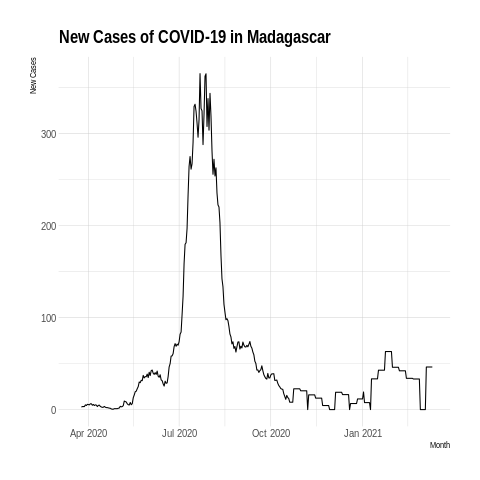 New Cases of COVID-19 in Madagascar
New Cases
300
200
100
0
Apr 2020 Jul 2020 Oct 2020 Jan 2021
Month